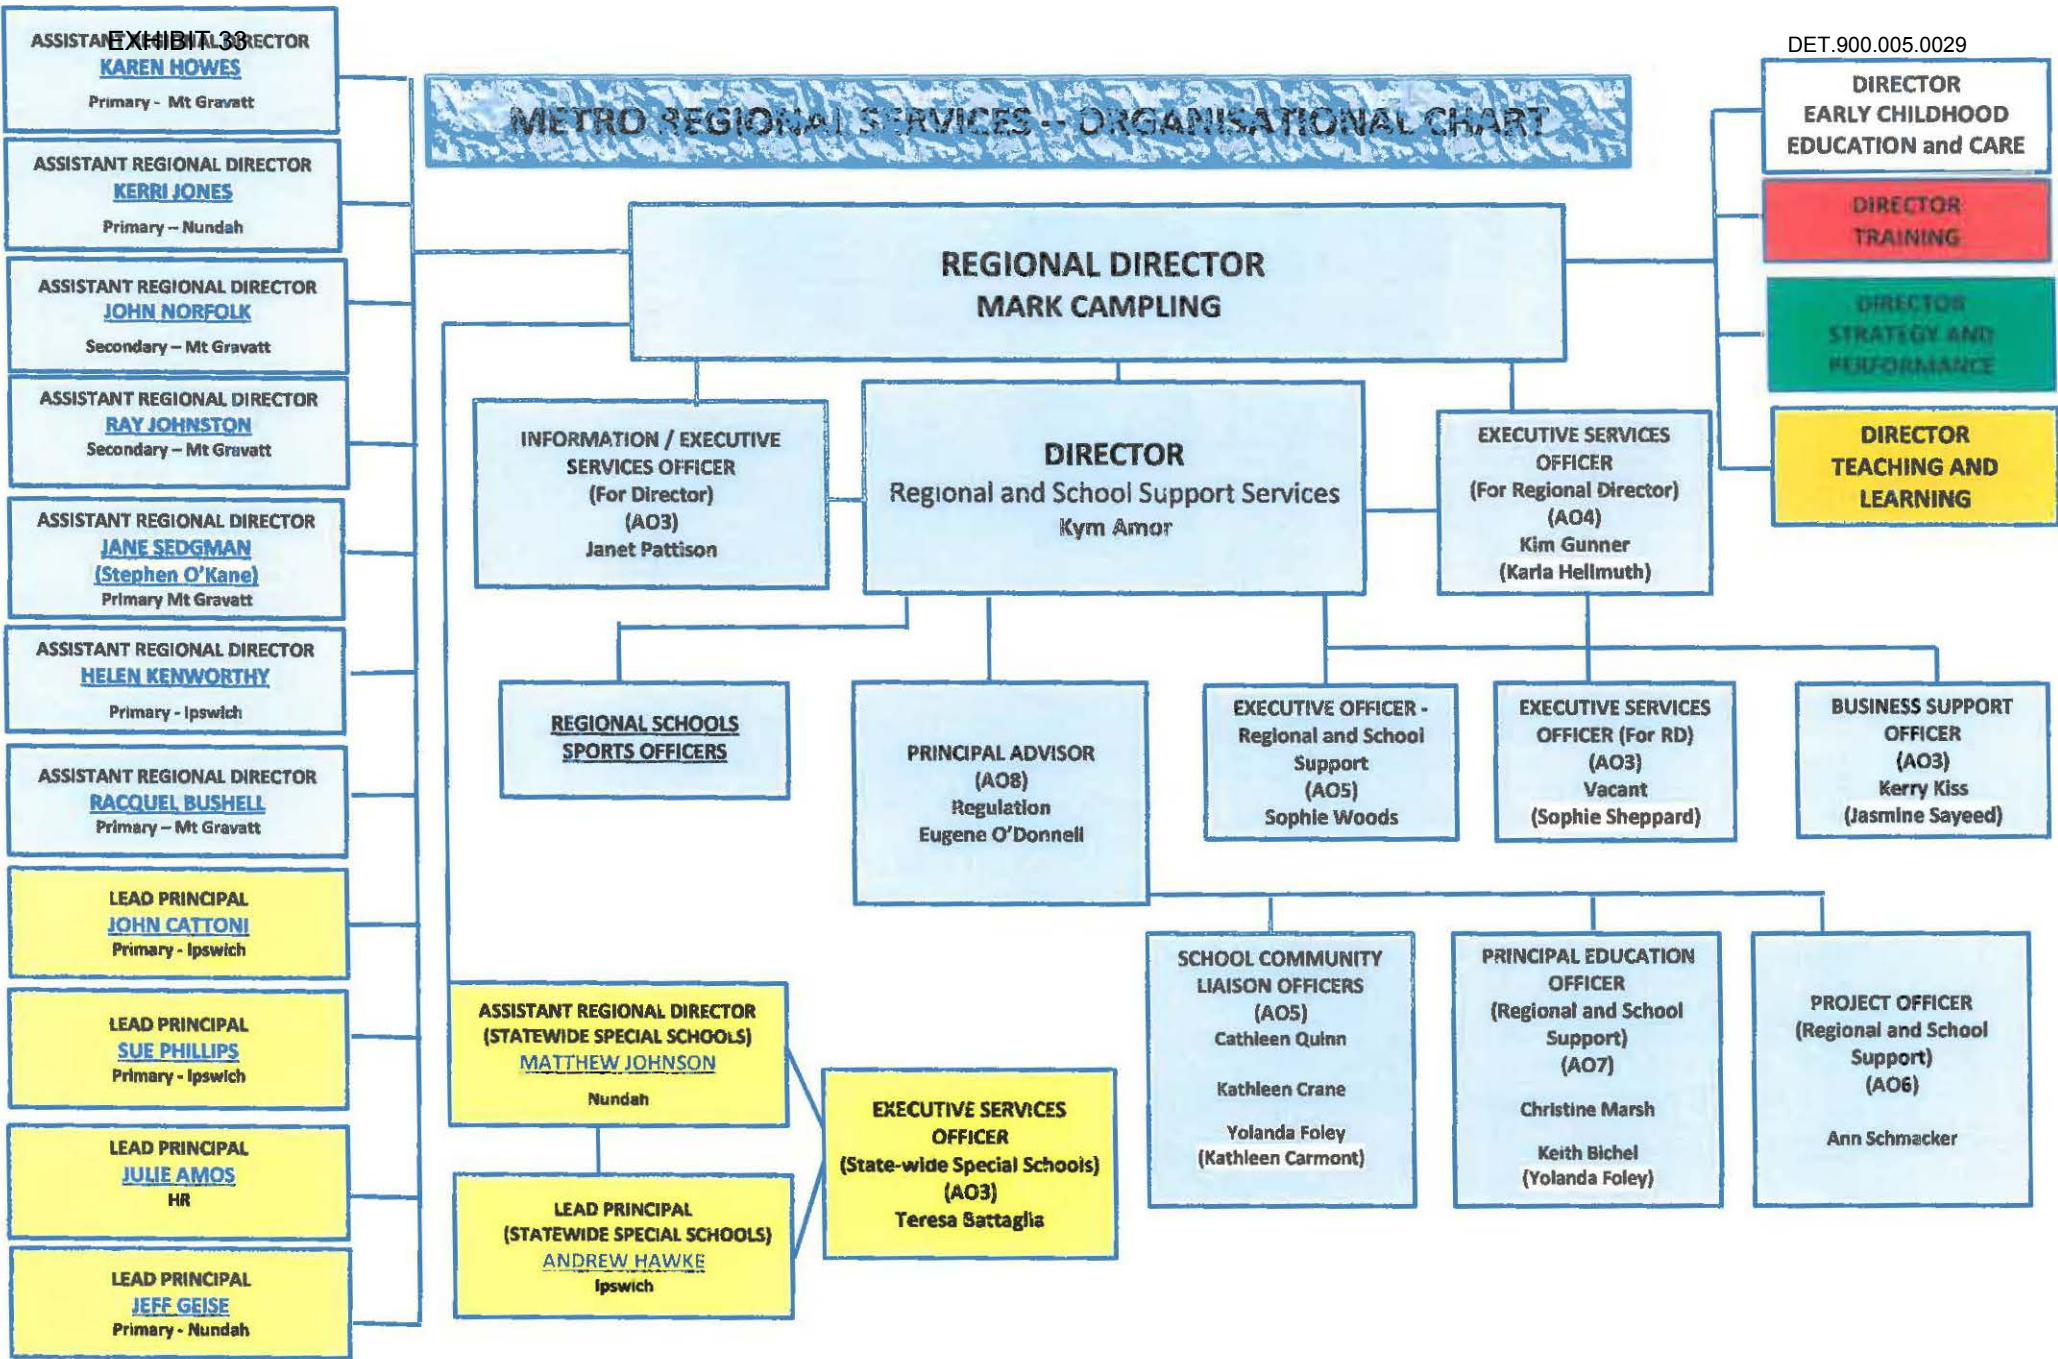 EXHIBIT 33
DET.900.005.0029
METRO REGIONAL SERVICES -- ORGANISATIONAL CHART
ASSISTANT REGIONAL DIRECTOR
KAREN HOWES
Primary - Mt Gravatt
ASSISTANT REGIONAL DIRECTOR
KERRI JONES
Primary – Nundah
ASSISTANT REGIONAL DIRECTOR
JOHN NORFOLK
Secondary – Mt Gravatt
ASSISTANT REGIONAL DIRECTOR
RAY JOHNSTON
Secondary – Mt Gravatt
ASSISTANT REGIONAL DIRECTOR
JANE SEDGMAN
(Stephen O'Kane)
Primary Mt Gravatt
ASSISTANT REGIONAL DIRECTOR
HELEN KENWORTHY
Primary - Ipswich
ASSISTANT REGIONAL DIRECTOR
RACQUEL BUSHELL
Primary – Mt Gravatt
LEAD PRINCIPAL
JOHN CATTONI
Primary - Ipswich
LEAD PRINCIPAL
SUE PHILLIPS
Primary - Ipswich
LEAD PRINCIPAL
JULIE AMOS
HR
LEAD PRINCIPAL
JEFF GEISE
Primary - Nundah
REGIONAL DIRECTOR
MARK CAMPLING
DIRECTOR
EARLY CHILDHOOD
EDUCATION and CARE
DIRECTOR
TRAINING
DIRECTOR
STRATEGY AND
PERFORMANCE
DIRECTOR
TEACHING AND
LEARNING
INFORMATION / EXECUTIVE
SERVICES OFFICER
(For Director)
(AO3)
Janet Pattison
DIRECTOR
Regional and School Support Services
Kym Amor
EXECUTIVE SERVICES
OFFICER
(For Regional Director)
(AO4)
Kim Gunner
(Karla Hellmuth)
REGIONAL SCHOOLS
SPORTS OFFICERS
PRINCIPAL ADVISOR
(AO8)
Regulation
Eugene O'Donnell
EXECUTIVE OFFICER -
Regional and School
Support
(AO5)
Sophie Woods
EXECUTIVE SERVICES
OFFICER (For RD)
(AO3)
Vacant
(Sophie Sheppard)
BUSINESS SUPPORT
OFFICER
(AO3)
Kerry Kiss
(Jasmine Sayeed)
ASSISTANT REGIONAL DIRECTOR
(STATEWIDE SPECIAL SCHOOLS)
MATTHEW JOHNSON
Nundah
LEAD PRINCIPAL
(STATEWIDE SPECIAL SCHOOLS)
ANDREW HAWKE
Ipswich
EXECUTIVE SERVICES
OFFICER
(State-wide Special Schools)
(AO3)
Teresa Battaglia
SCHOOL COMMUNITY
LIAISON OFFICERS
(AO5)
Cathleen Quinn
Kathleen Crane
Yolanda Foley
(Kathleen Carmont)
PRINCIPAL EDUCATION
OFFICER
(Regional and School
Support)
(AO7)
Christine Marsh
Keith Bichel
(Yolanda Foley)
PROJECT OFFICER
(Regional and School
Support)
(AO6)
Ann Schmacker